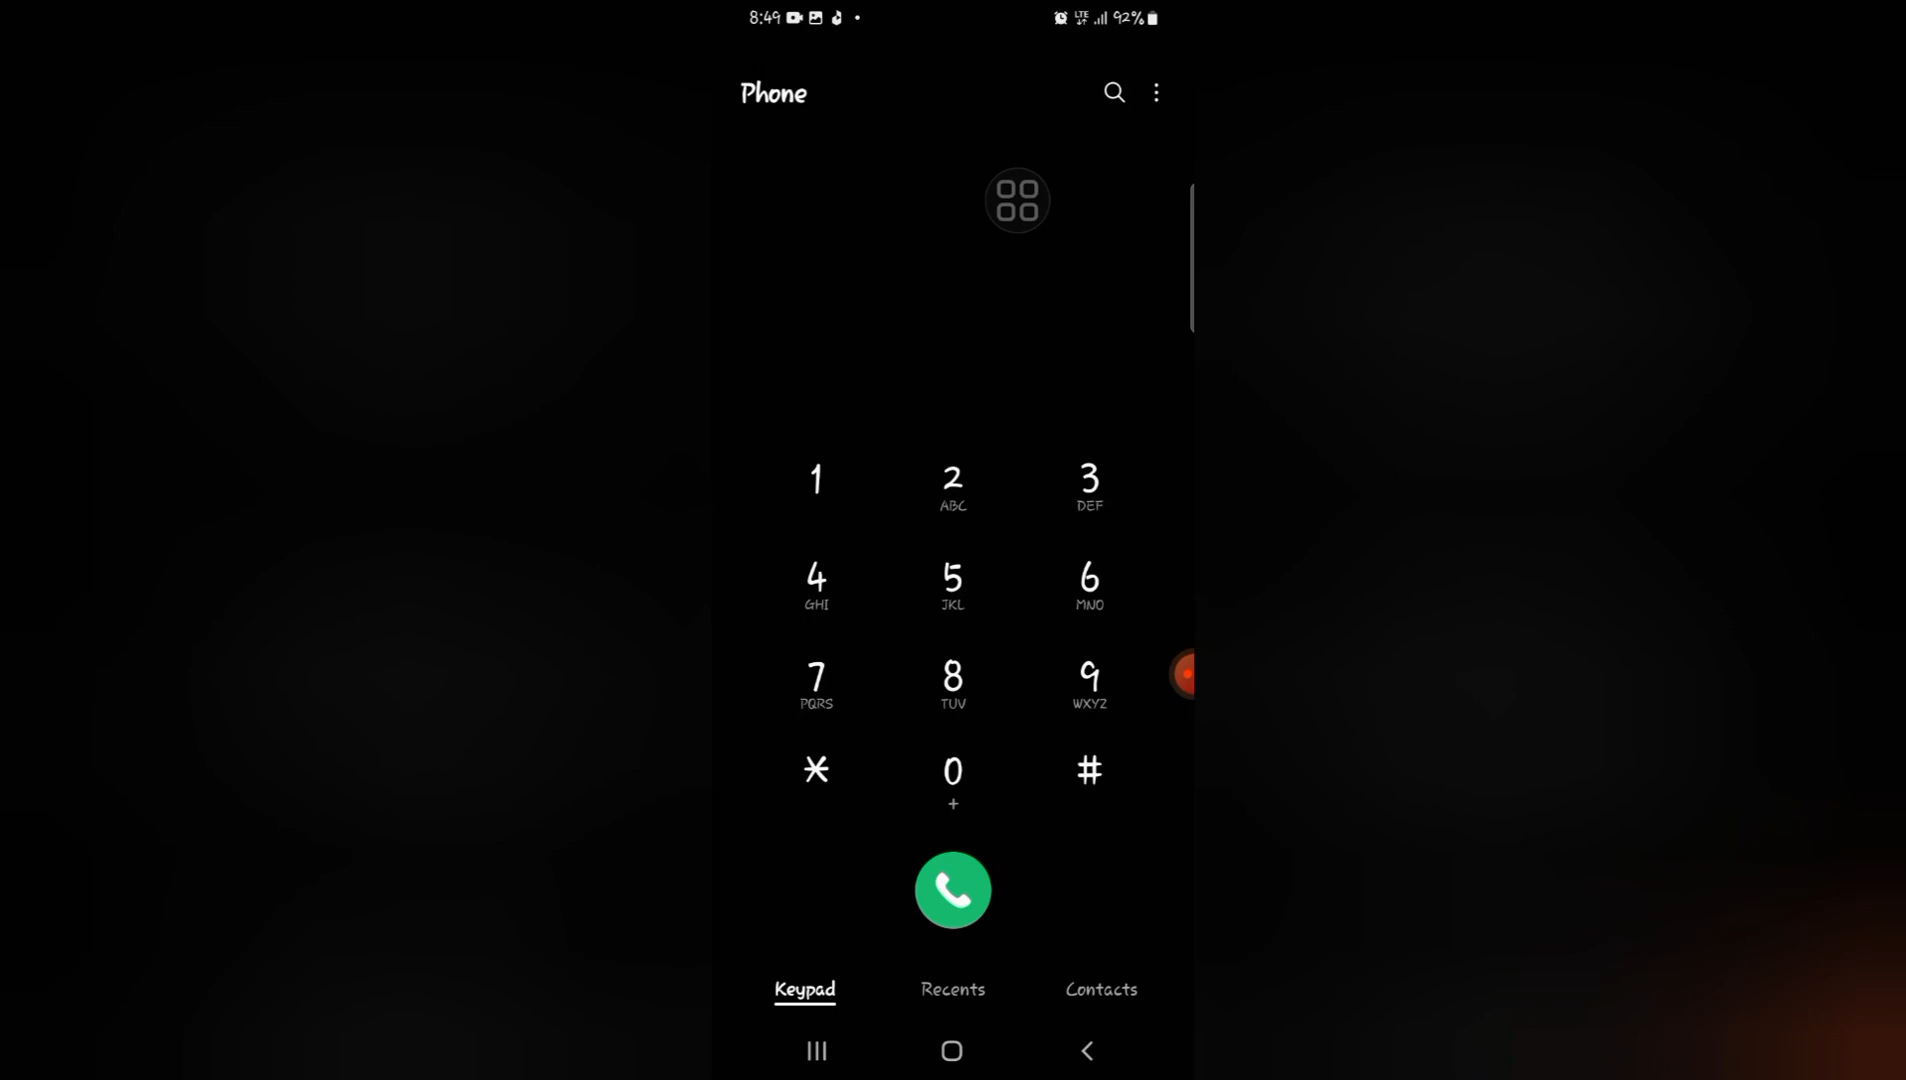 8:49 LTE 92%
Phone
1 2 3
ABC DEF
4 5 6
GHI JKL MNO
7 8 9
PQRS TUV WXYZ
* 0 #
+
Keypad Recents Contacts